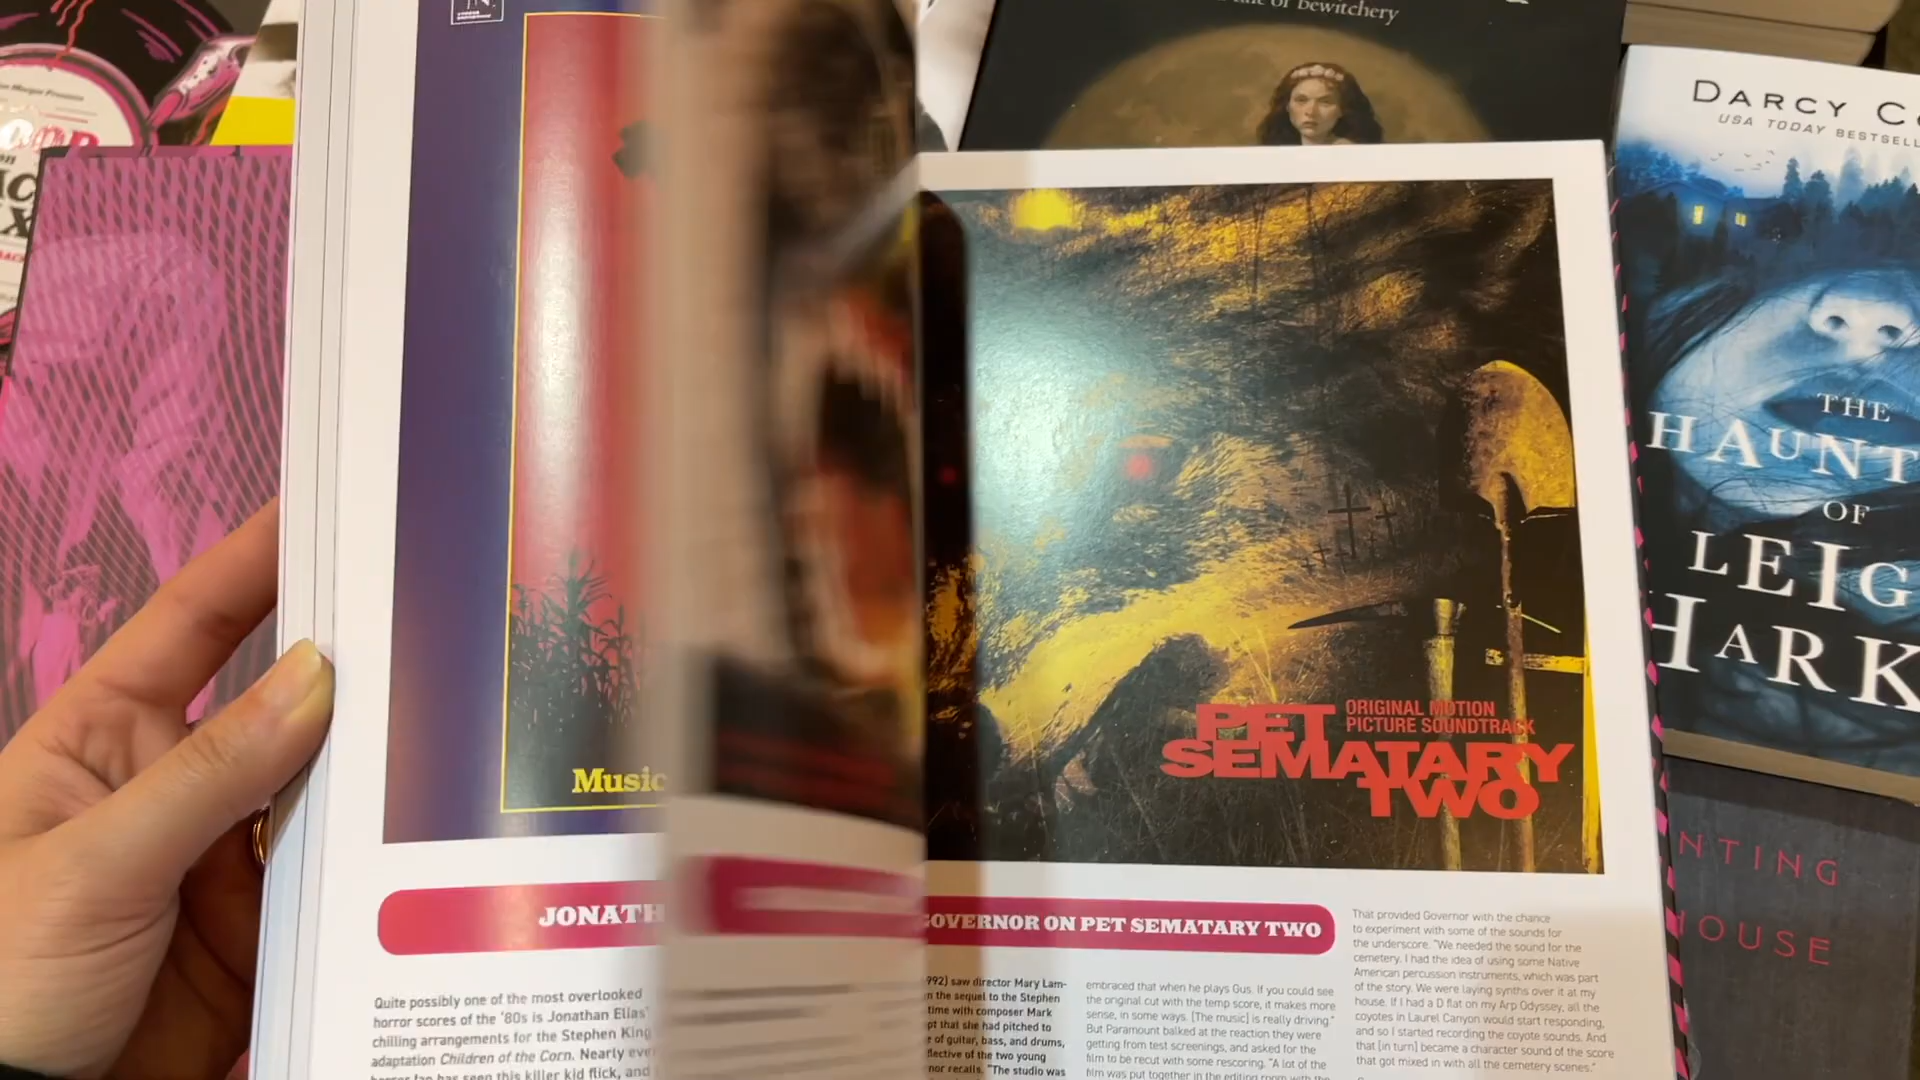 of bewitchery
DARCY
USA TODAY BESTSELL
THE
HAUNT
OF
LEIG
HARK
NTING
HOUSE
Music
ORIGINAL MOTION
PICTURE SOUNDTRACK
PET
SEMATARY
TWO
JONATH
Quite possibly one of the most overlooked
horror scores of the '80s is Jonathan Elias'
chilling arrangements for the Stephen King
adaptation Children of the Corn. Nearly eve
horror fan has seen this killer kid flick, and
GOVERNOR ON PET SEMATARY TWO
992) saw director Mary Lam-
n the sequel to the Stephen
time with composer Mark
pt that she had pitched to
e of guitar, bass, and drums,
flective of the two young
nor recalls. "The studio was
embraced that when he plays Gus. If you could see
the original cut with the temp score, it makes more
sense, in some ways. [The music] is really driving."
But Paramount balked at the reaction they were
getting from test screenings, and asked for the
film to be recut with some rescoring. "A lot of the
film was put together in the editing room with the
That provided Governor with the chance
to experiment with some of the sounds for
the underscore. "We needed the sound for the
cemetery. I had the idea of using some Native
American percussion instruments, which was part
of the story. We were laying synths over it at my
house. If I had a D flat on my Arp Odyssey, all the
coyotes in Laurel Canyon would start responding,
and so I started recording the coyote sounds. And
that [in turn] became a character sound of the score
that got mixed in with all the cemetery scenes."